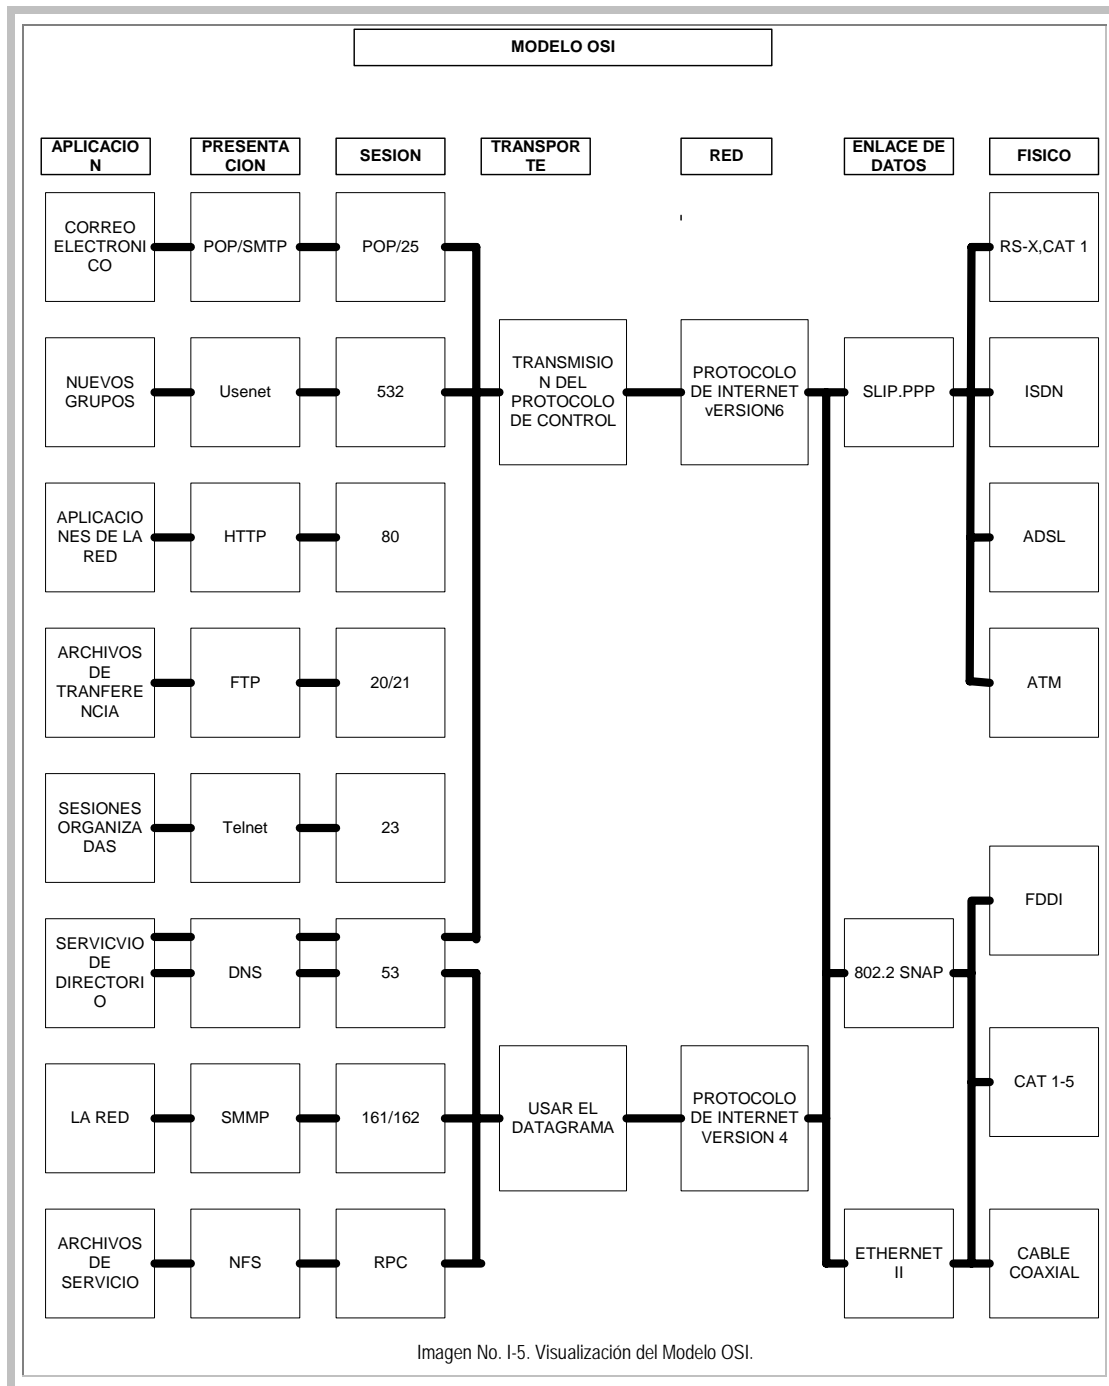 MODELO OSI
APLICACIO
N
PRESENTA
CION
SESION
TRANSPOR
TE
RED
ENLACE DE
DATOS
FISICO
CORREO
ELECTRONI
CO
POP/SMTP
POP/25
RS-X,CAT 1
NUEVOS
GRUPOS
Usenet
532
TRANSMISIO
N DEL
PROTOCOLO
DE CONTROL
PROTOCOLO
DE INTERNET
vERSION6
SLIP.PPP
ISDN
APLICACIO
NES DE LA
RED
HTTP
80
ADSL
ARCHIVOS
DE
TRANFERE
NCIA
FTP
20/21
ATM
SESIONES
ORGANIZA
DAS
Telnet
23
FDDI
SERVICVIO
DE
DIRECTORI
O
DNS
53
802.2 SNAP
CAT 1-5
LA RED
SMMP
161/162
USAR EL
DATAGRAMA
PROTOCOLO
DE INTERNET
VERSION 4
ARCHIVOS
DE
SERVICIO
NFS
RPC
ETHERNET
II
CABLE
COAXIAL
Imagen No. I-5. Visualización del Modelo OSI.